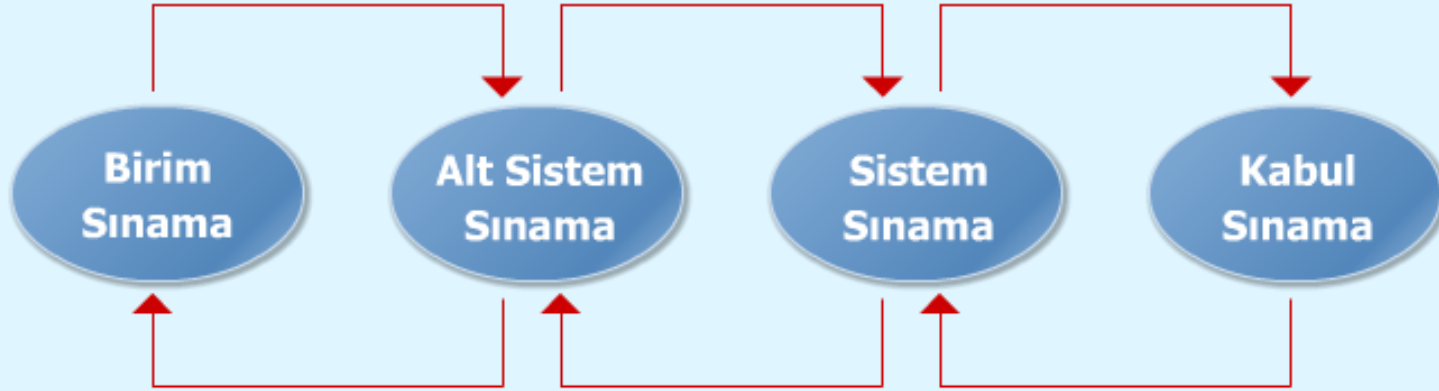 Birim
Sınama
Alt Sistem
Sınama
Sistem
Sınama
Kabul
Sınama